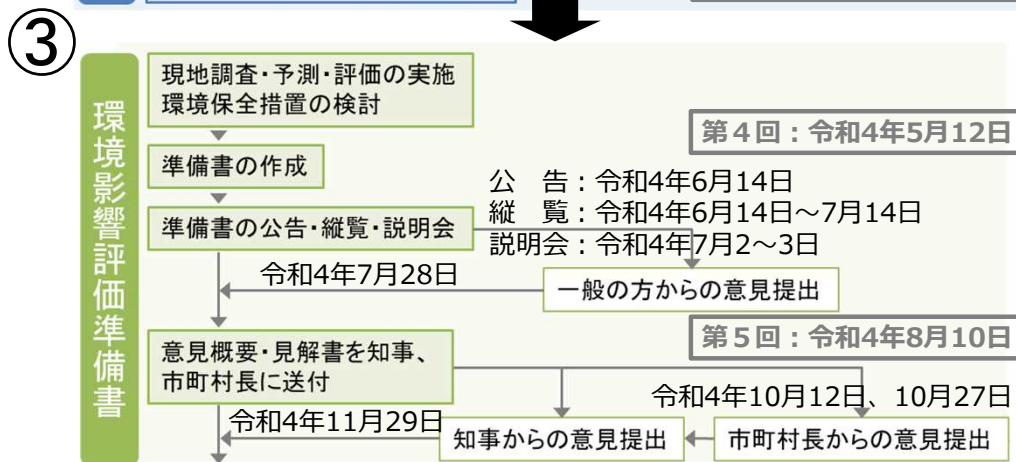 ③
環境影響評価準備書
現地調査・予測・評価の実施
環境保全措置の検討
第4回：令和4年5月12日
準備書の作成
公　告：令和4年6月14日
縦　覧：令和4年6月14日～7月14日
説明会：令和4年7月2～3日
準備書の公告・縦覧・説明会
令和4年7月28日
一般の方からの意見提出
第5回：令和4年8月10日
意見概要・見解書を知事、
市町村長に送付
令和4年10月12日、10月27日
令和4年11月29日
知事からの意見提出
市町村長からの意見提出